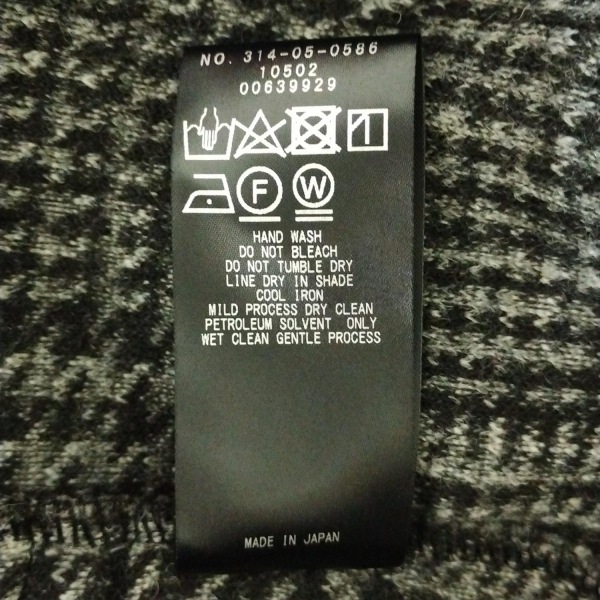 NO. 314-05-0586
10502
00639929
F W
HAND WASH
DO NOT BLEACH
DO NOT TUMBLE DRY
LINE DRY IN SHADE
COOL IRON
MILD PROCESS DRY CLEAN
PETROLEUM SOLVENT ONLY
WET CLEAN GENTLE PROCESS
MADE IN JAPAN